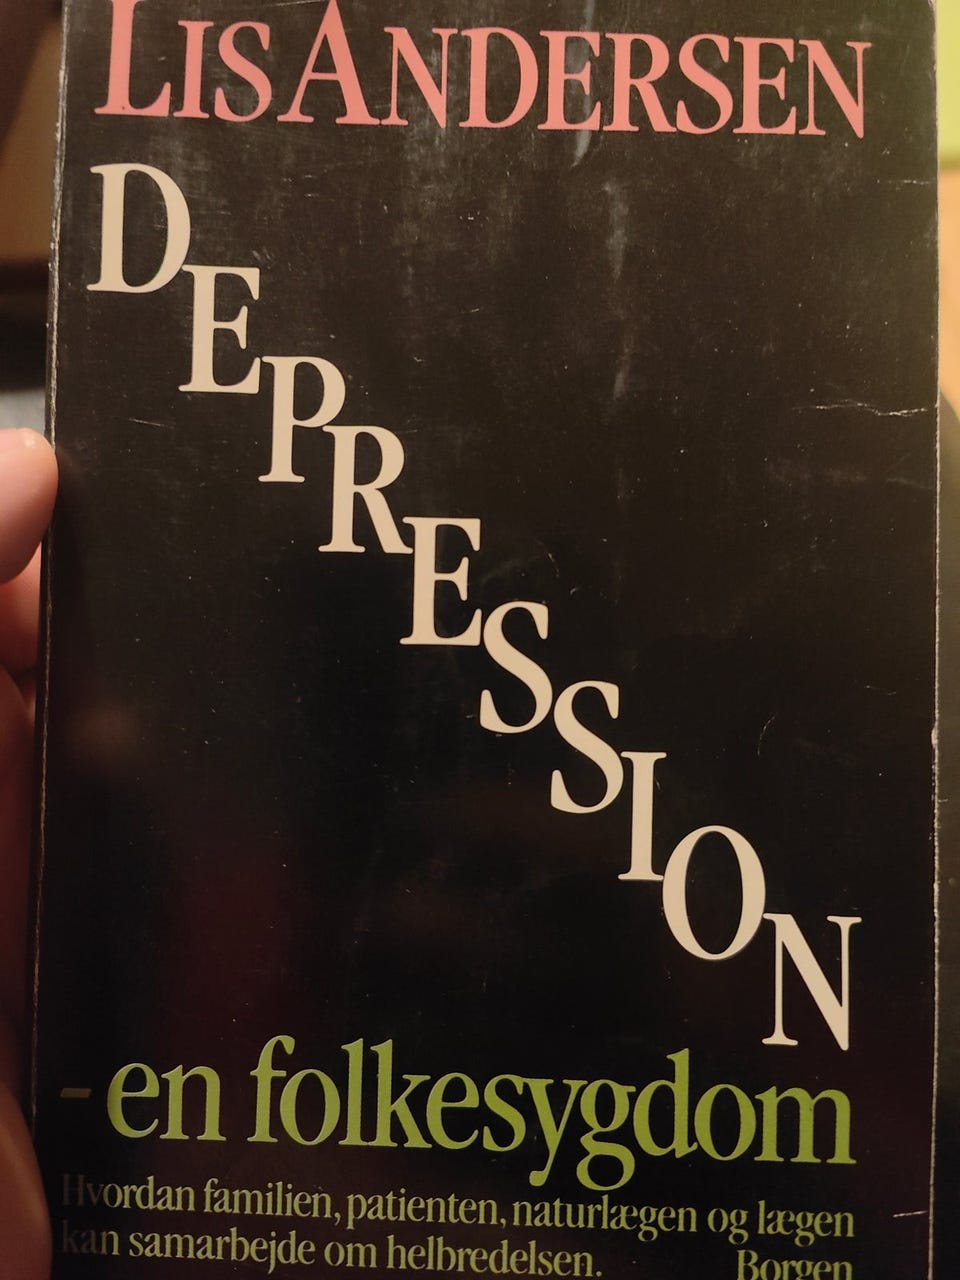 LIS ANDERSEN
DEPRESSION
- en folkesygdom
Hvordan familien, patienten, naturlægen og lægen
kan samarbejde om helbredelsen. Borgen